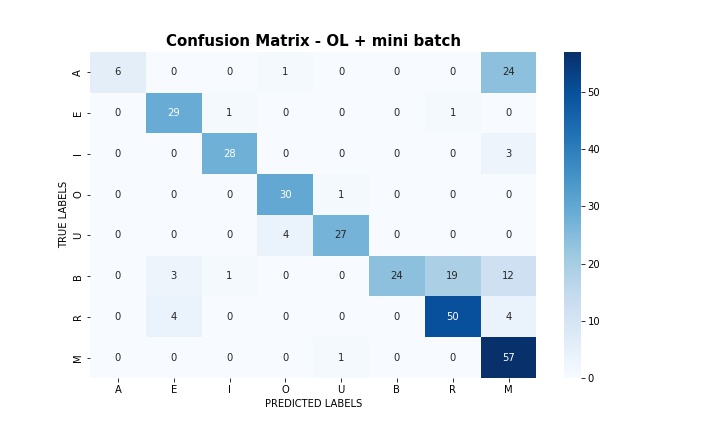 Confusion Matrix - OL + mini batch
TRUE LABELS
A 6 0 0 1 0 0 0 24
E 0 29 1 0 0 0 1 0
I 0 0 28 0 0 0 0 3
O 0 0 0 30 1 0 0 0
U 0 0 0 4 27 0 0 0
B 0 3 1 0 0 24 19 12
R 0 4 0 0 0 0 50 4
M 0 0 0 0 1 0 0 57
A E I O U B R M
PREDICTED LABELS
50
40
30
20
10
0